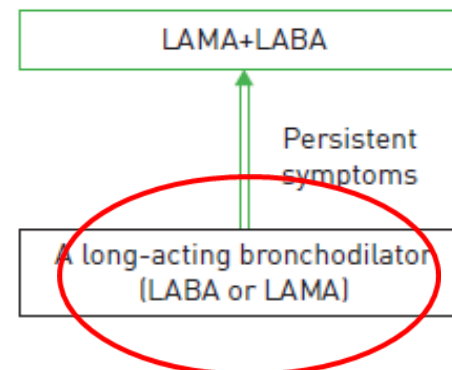 LAMA+LABA
Persistent
symptoms
A long-acting bronchodilator
(LABA or LAMA)